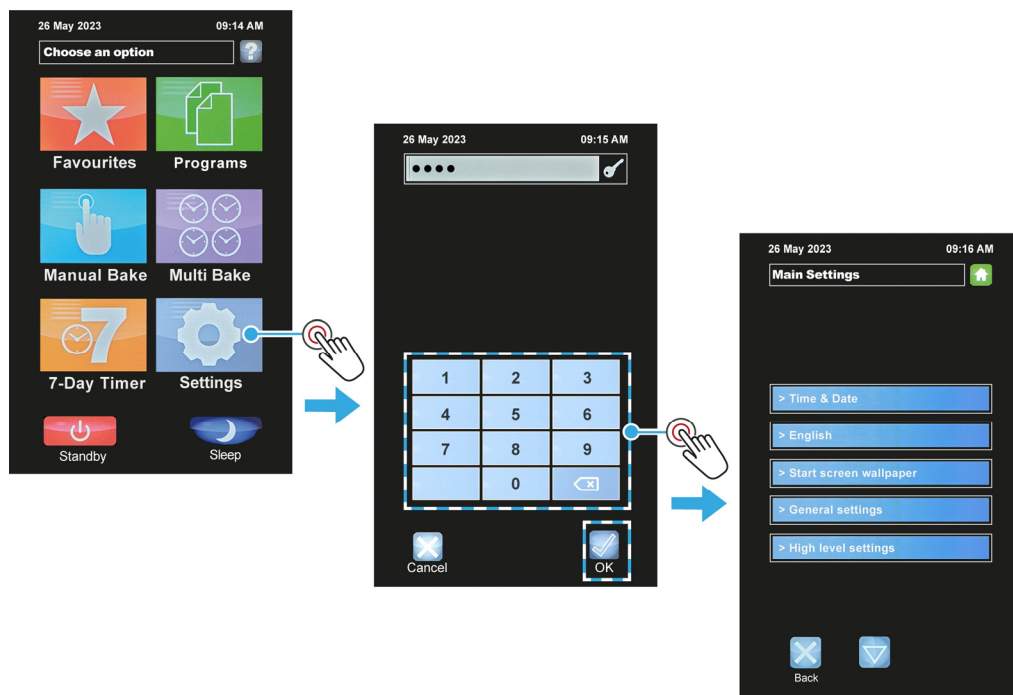 26 May 2023 09:14 AM
Choose an option ?
Favourites Programs
Manual Bake Multi Bake
7
7-Day Timer Settings
Standby Sleep
26 May 2023 09:15 AM
••••
1 2 3
4 5 6
7 8 9
0
Cancel OK
26 May 2023 09:16 AM
Main Settings
> Time & Date
> English
> Start screen wallpaper
> General settings
> High level settings
Back